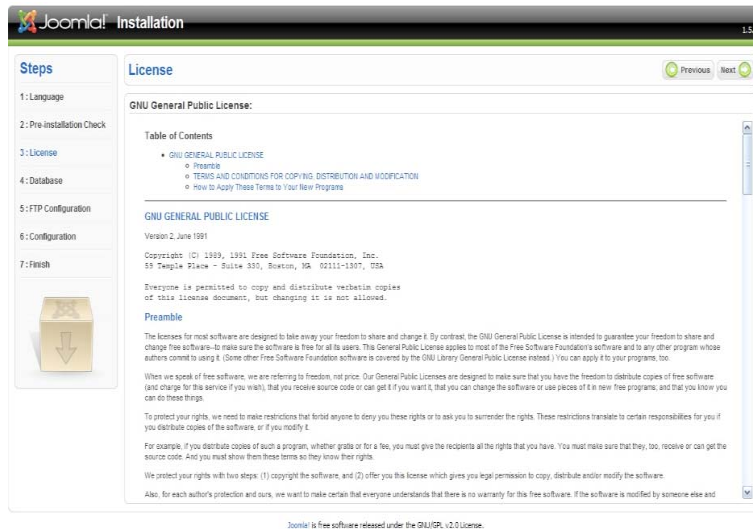 Joomla! Installation
1.5.
Steps
1 : Language
2 : Pre-installation Check
3 : License
4 : Database
5 : FTP Configuration
6 : Configuration
7 : Finish
License
Previous
Next
GNU General Public License:
Table of Contents
GNU GENERAL PUBLIC LICENSE
Preamble
TERMS AND CONDITIONS FOR COPYING, DISTRIBUTION AND MODIFICATION
How to Apply These Terms to Your New Programs
GNU GENERAL PUBLIC LICENSE
Version 2, June 1991
Copyright (C) 1989, 1991 Free Software Foundation, Inc.
59 Temple Place - Suite 330, Boston, MA 02111-1307, USA
Everyone is permitted to copy and distribute verbatim copies
of this license document, but changing it is not allowed.
Preamble
The licenses for most software are designed to take away your freedom to share and change it. By contrast, the GNU General Public License is intended to guarantee your freedom to share and
change free software--to make sure the software is free for all its users. This General Public License applies to most of the Free Software Foundation's software and to any other program whose
authors commit to using it. (Some other Free Software Foundation software is covered by the GNU Library General Public License instead.) You can apply it to your programs, too.
When we speak of free software, we are referring to freedom, not price. Our General Public Licenses are designed to make sure that you have the freedom to distribute copies of free software
(and charge for this service if you wish), that you receive source code or can get it if you want it, that you can change the software or use pieces of it in new free programs; and that you know you
can do these things.
To protect your rights, we need to make restrictions that forbid anyone to deny you these rights or to ask you to surrender the rights. These restrictions translate to certain responsibilities for you if
you distribute copies of the software, or if you modify it.
For example, if you distribute copies of such a program, whether gratis or for a fee, you must give the recipients all the rights that you have. You must make sure that they, too, receive or can get the
source code. And you must show them these terms so they know their rights.
We protect your rights with two steps: (1) copyright the software, and (2) offer you this license which gives you legal permission to copy, distribute and/or modify the software.
Also, for each author's protection and ours, we want to make certain that everyone understands that there is no warranty for this free software. If the software is modified by someone else and
Joomla! is free software released under the GNU/GPL v2.0 License.